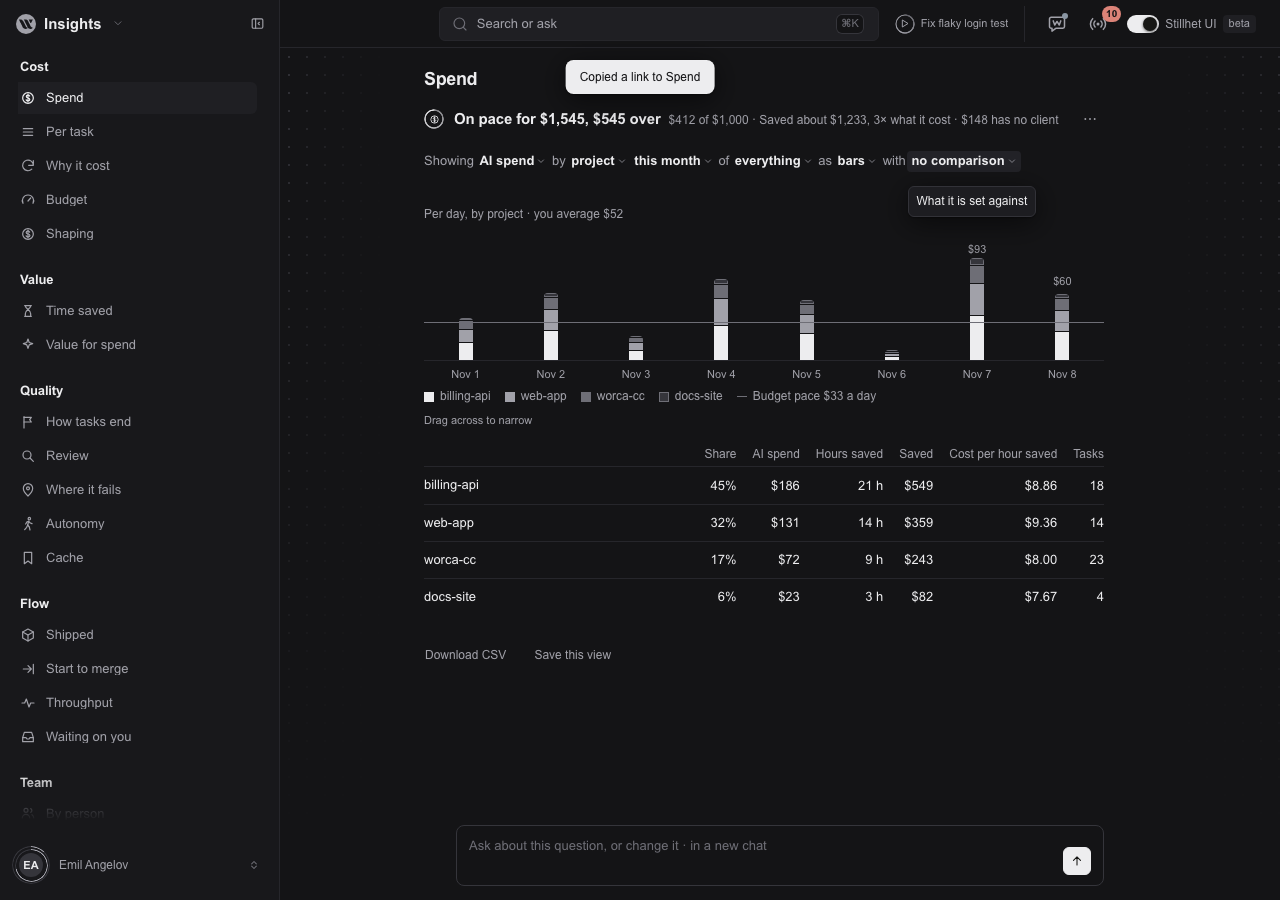 Insights
Search or ask
⌘K
Fix flaky login test
10
Stillhet UI
beta
Cost
Spend
Per task
Why it cost
Budget
Shaping
Value
Time saved
Value for spend
Quality
How tasks end
Review
Where it fails
Autonomy
Cache
Flow
Shipped
Start to merge
Throughput
Waiting on you
Team
By person
EA
Emil Angelov
Spend
Copied a link to Spend
On pace for $1,545, $545 over $412 of $1,000 · Saved about $1,233, 3× what it cost · $148 has no client
Showing AI spend by project this month of everything as bars with no comparison
What it is set against
Per day, by project · you average $52
$93
$60
Nov 1 Nov 2 Nov 3 Nov 4 Nov 5 Nov 6 Nov 7 Nov 8
billing-api web-app worca-cc docs-site Budget pace $33 a day
Drag across to narrow
Share AI spend Hours saved Saved Cost per hour saved Tasks
billing-api 45% $186 21 h $549 $8.86 18
web-app 32% $131 14 h $359 $9.36 14
worca-cc 17% $72 9 h $243 $8.00 23
docs-site 6% $23 3 h $82 $7.67 4
Download CSV Save this view
Ask about this question, or change it · in a new chat